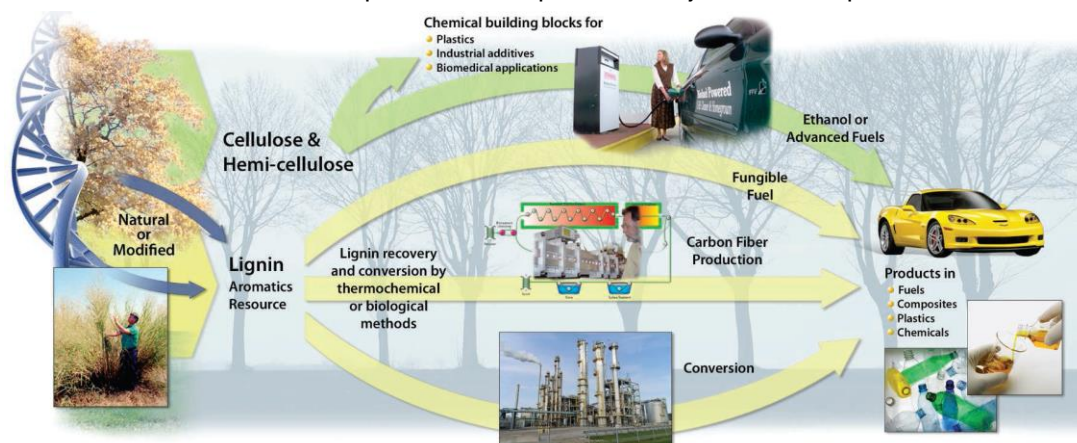 Chemical building blocks for
Plastics
Industrial additives
Biomedical applications
Cellulose &
Hemi-cellulose
Ethanol or
Advanced Fuels
Fungible
Fuel
Natural
or
Modified
Lignin
Aromatics
Resource
Lignin recovery
and conversion by
thermochemical
or biological
methods
Carbon Fiber
Production
Products in
Fuels
Composites
Plastics
Chemicals
Conversion